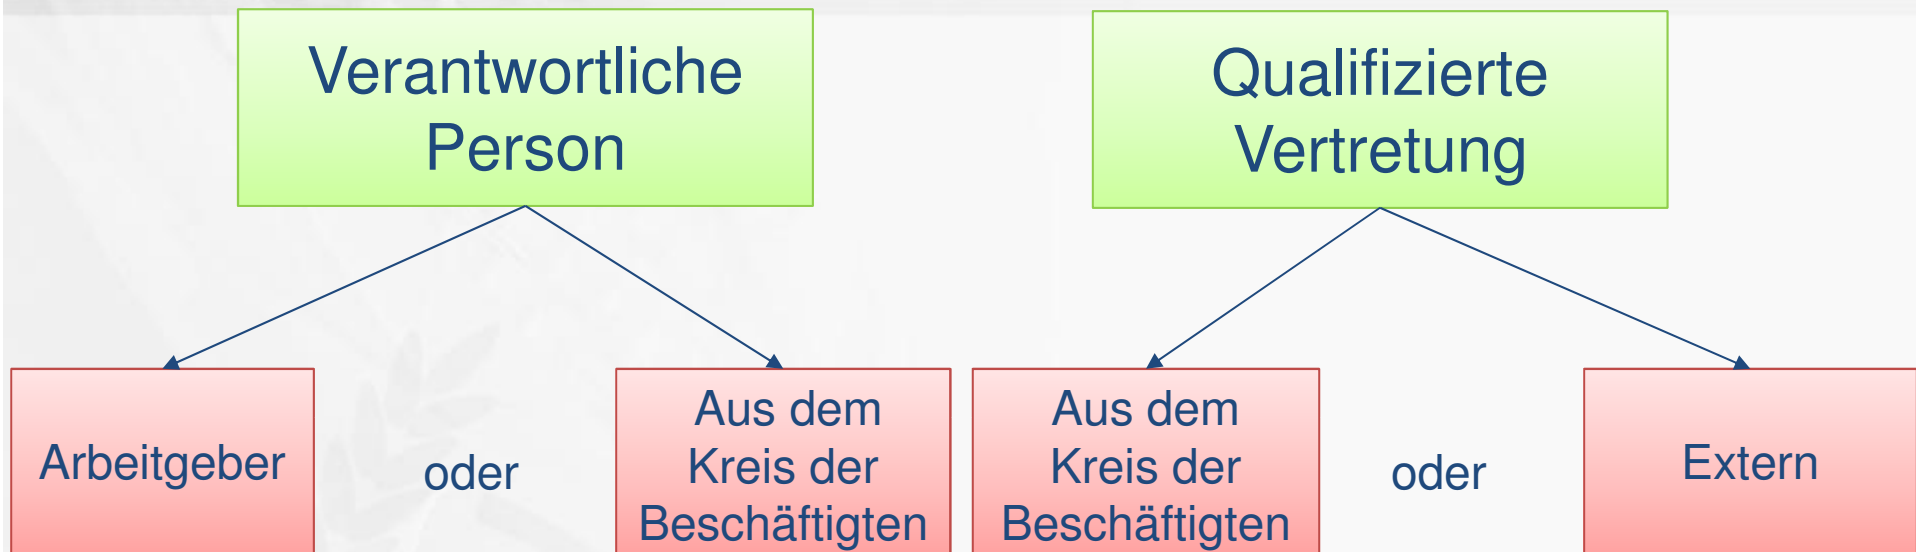 Verantwortliche
Person
Qualifizierte
Vertretung
Arbeitgeber
oder
Aus dem
Kreis der
Beschäftigten
Aus dem
Kreis der
Beschäftigten
oder
Extern